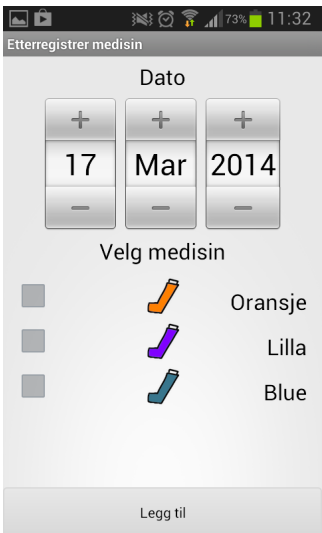 73% 11:32
Etterregistrer medisin
Dato
+ + +
17 Mar 2014
− − −
Velg medisin
Oransje
Lilla
Blue
Legg til